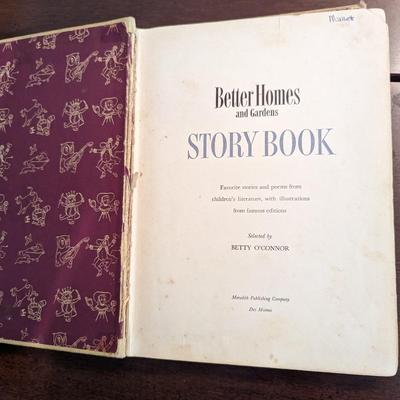 Better Homes
and Gardens
STORY BOOK
Favorite stories and poems from
children's literature, with illustrations
from famous editions
Selected by
BETTY O'CONNOR
Meredith Publishing Company
Des Moines